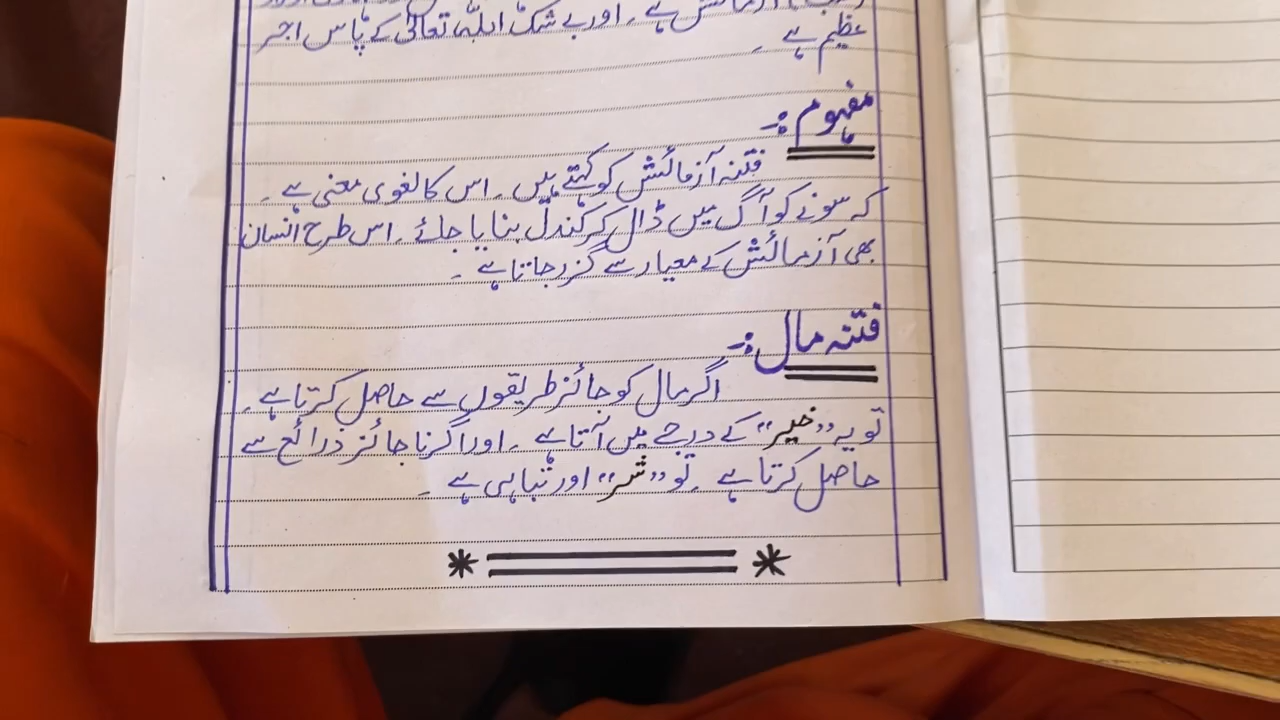 ہے۔ اور بے شک اللہ تعالیٰ کے پاس اجر
عظیم ہے۔
مفہوم :-
فتنہ آزمائش کو کہتے ہیں۔ اس کا لغوی معنی ہے۔
کہ سونے کو آگ میں ڈال کر کندل بنایا جائے۔ اس طرح انسان
بھی آزمائش کے معیار سے گزر جاتا ہے۔
فتنہ مال :-
اگر مال کو جائز طریقوں سے حاصل کرتا ہے۔
تو یہ "خیر" کے درجے میں آتا ہے۔ اور اگر ناجائز ذرائع سے
حاصل کرتا ہے۔ تو "شر" اور تباہی ہے۔